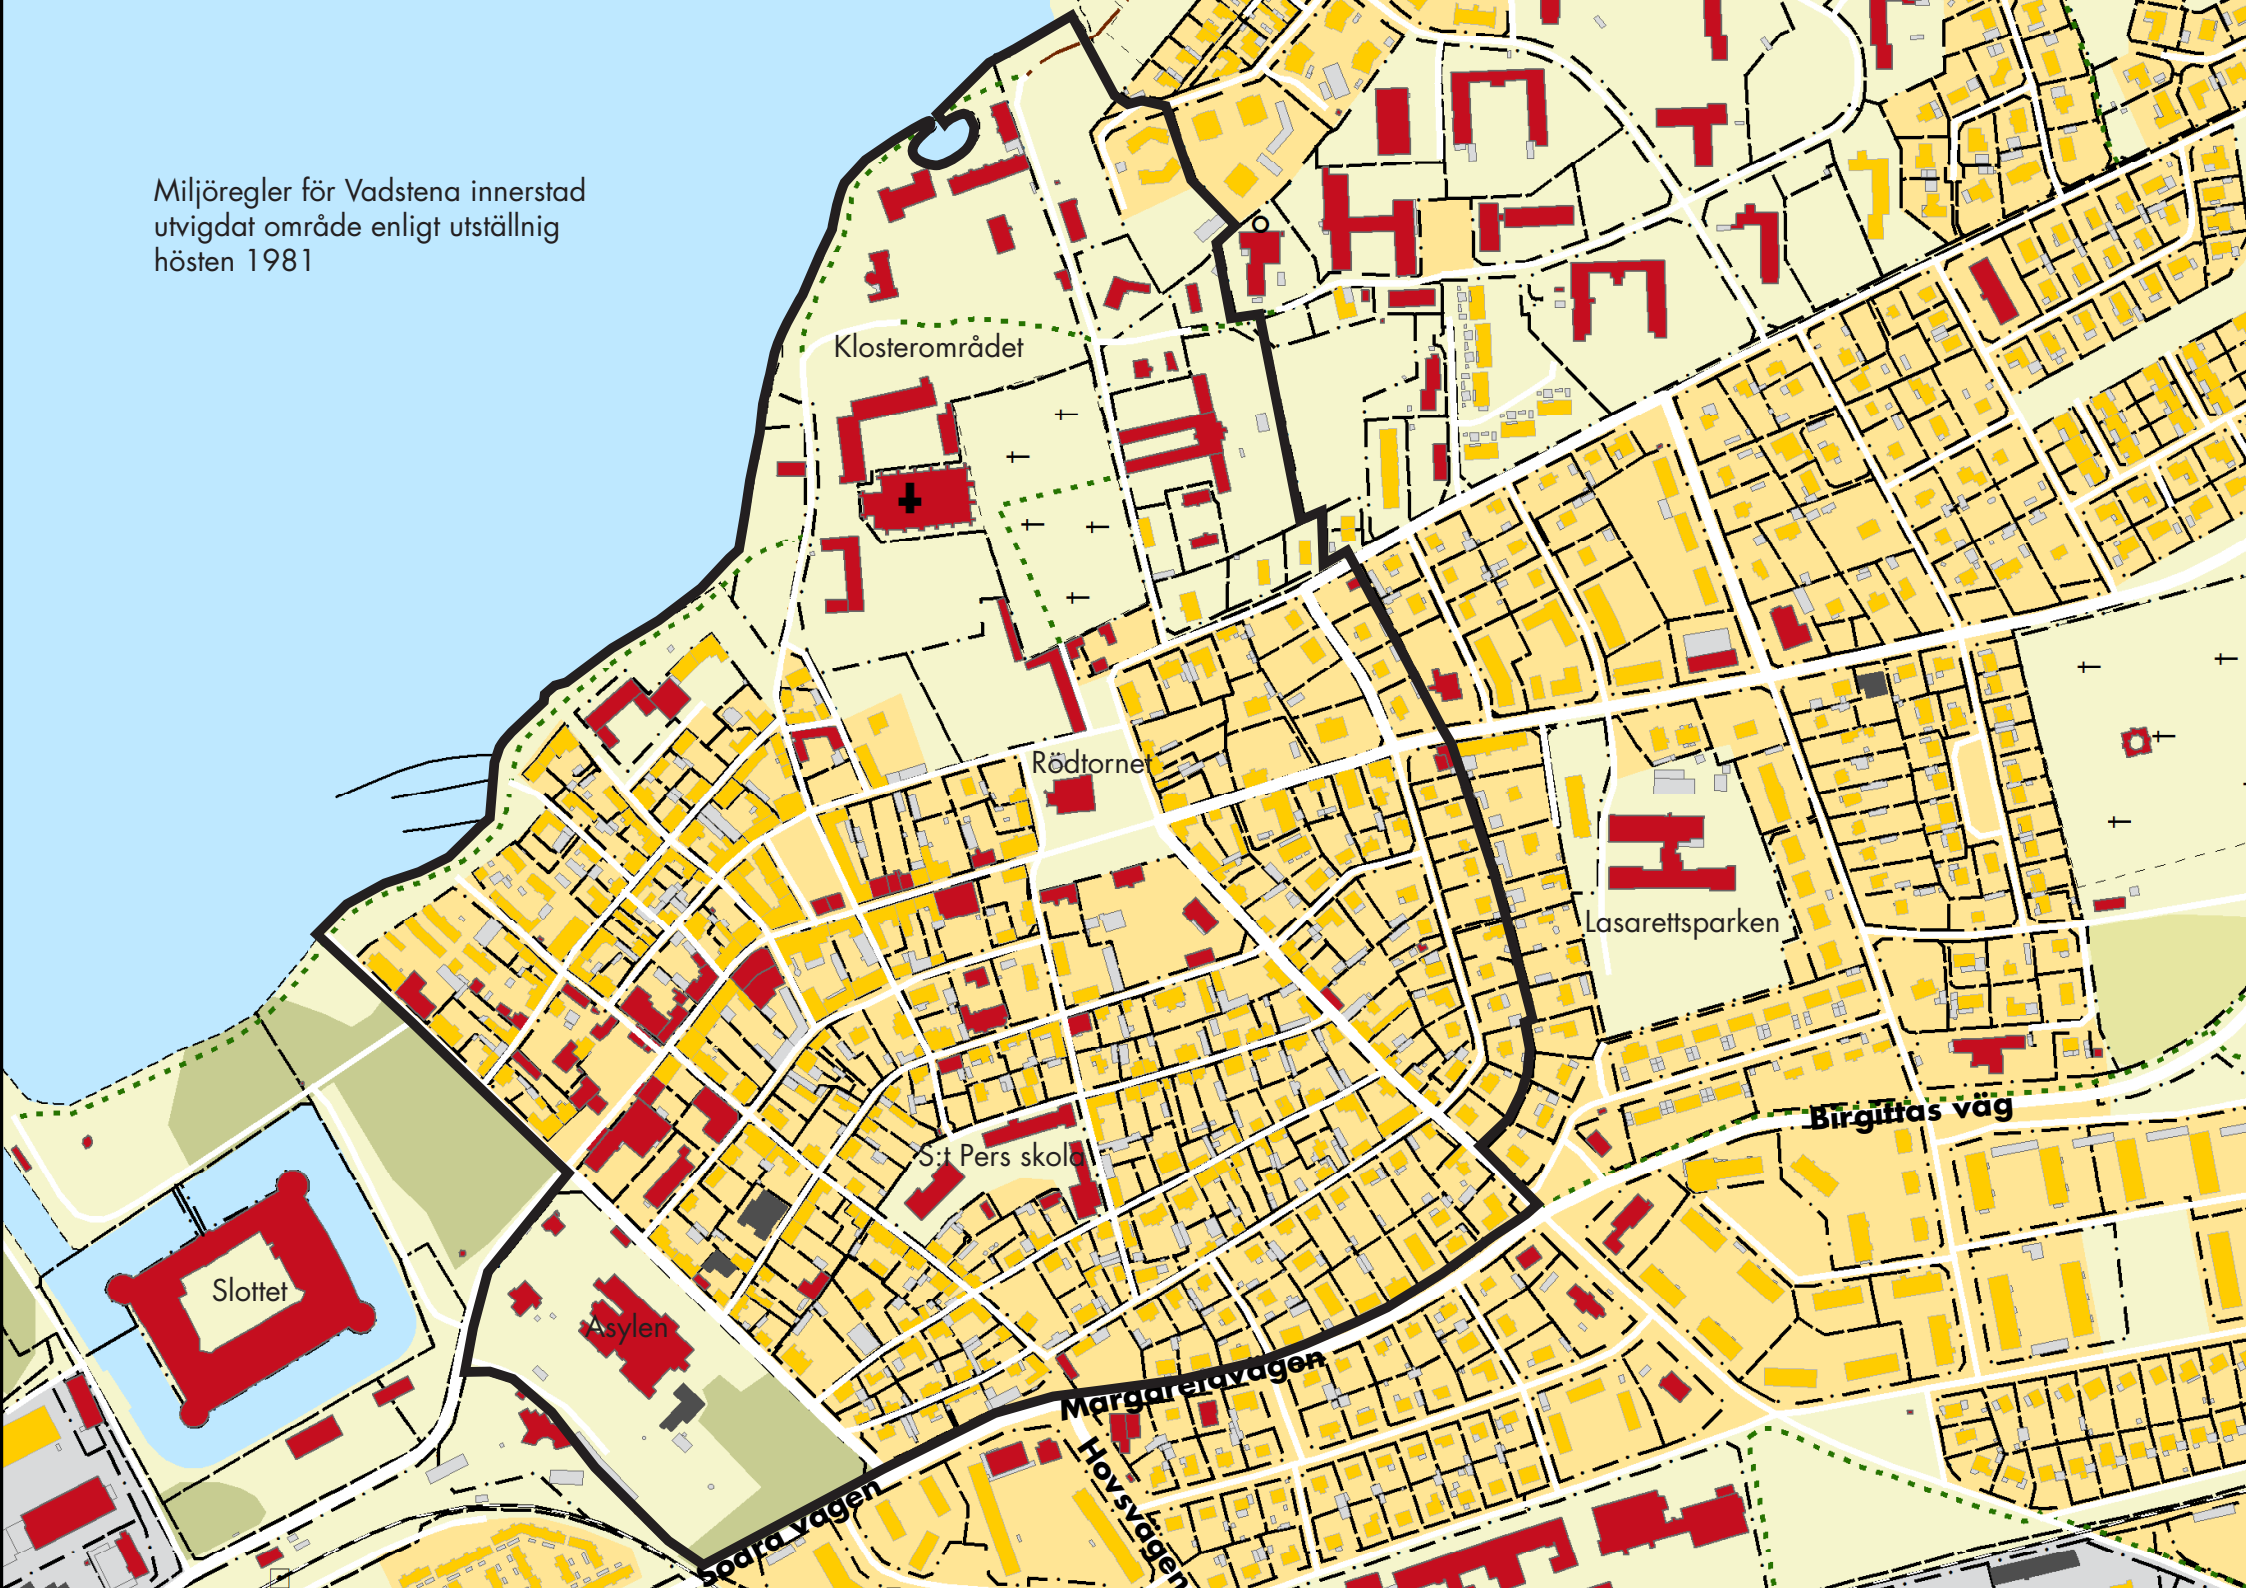 Miljöregler för Vadstena innerstad
utvigdat område enligt utställnig
hösten 1981
Klosterområdet
Rödtornet
Lasarettsparken
Birgittas väg
S:t Pers skola
Slottet
Asylen
Margaretavägen
Hovsvägen
Södra vägen